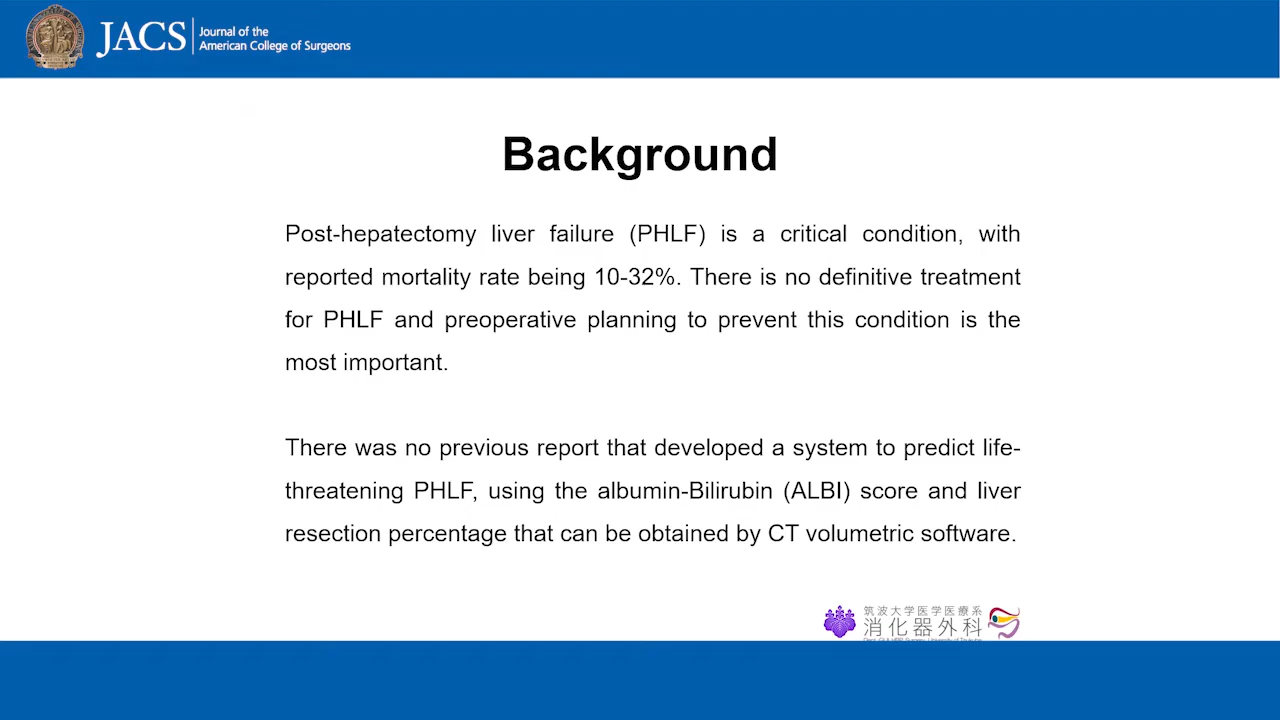 JACS
Journal of the
American College of Surgeons
Background
Post-hepatectomy liver failure (PHLF) is a critical condition, with
reported mortality rate being 10-32%. There is no definitive treatment
for PHLF and preoperative planning to prevent this condition is the
most important.
There was no previous report that developed a system to predict life-
threatening PHLF, using the albumin-Bilirubin (ALBI) score and liver
resection percentage that can be obtained by CT volumetric software.
筑波大学医学医療系
消化器外科